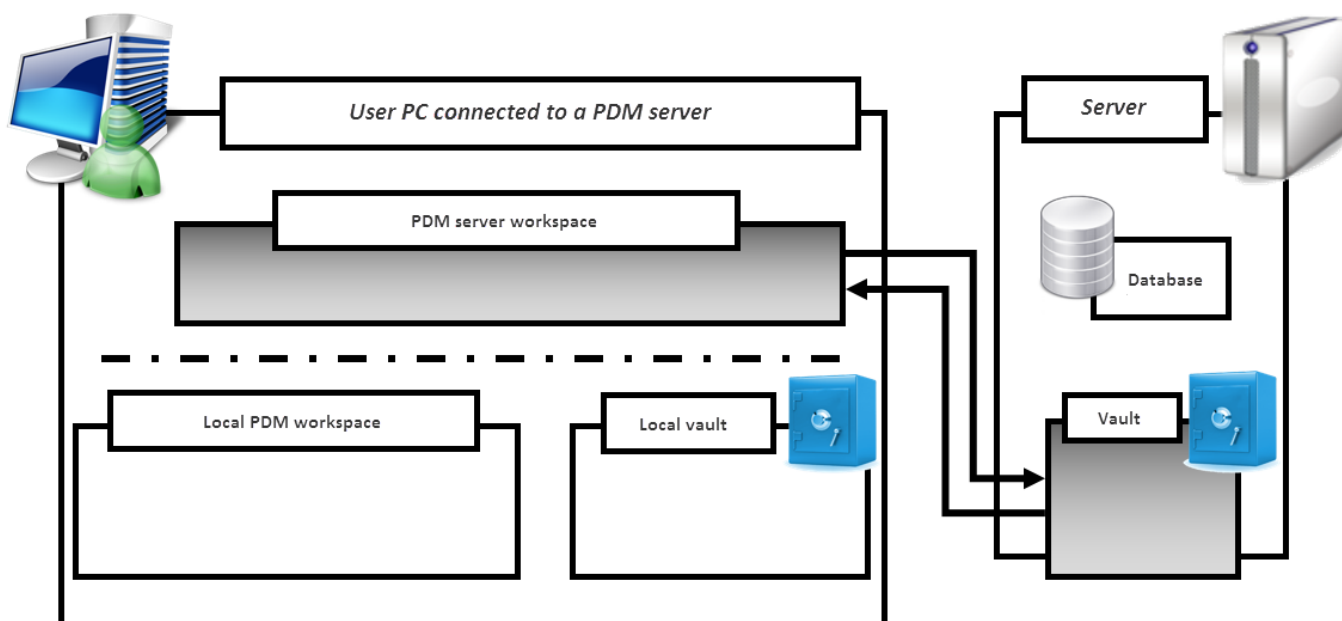 User PC connected to a PDM server
Server
PDM server workspace
Database
Local PDM workspace
Local vault
Vault